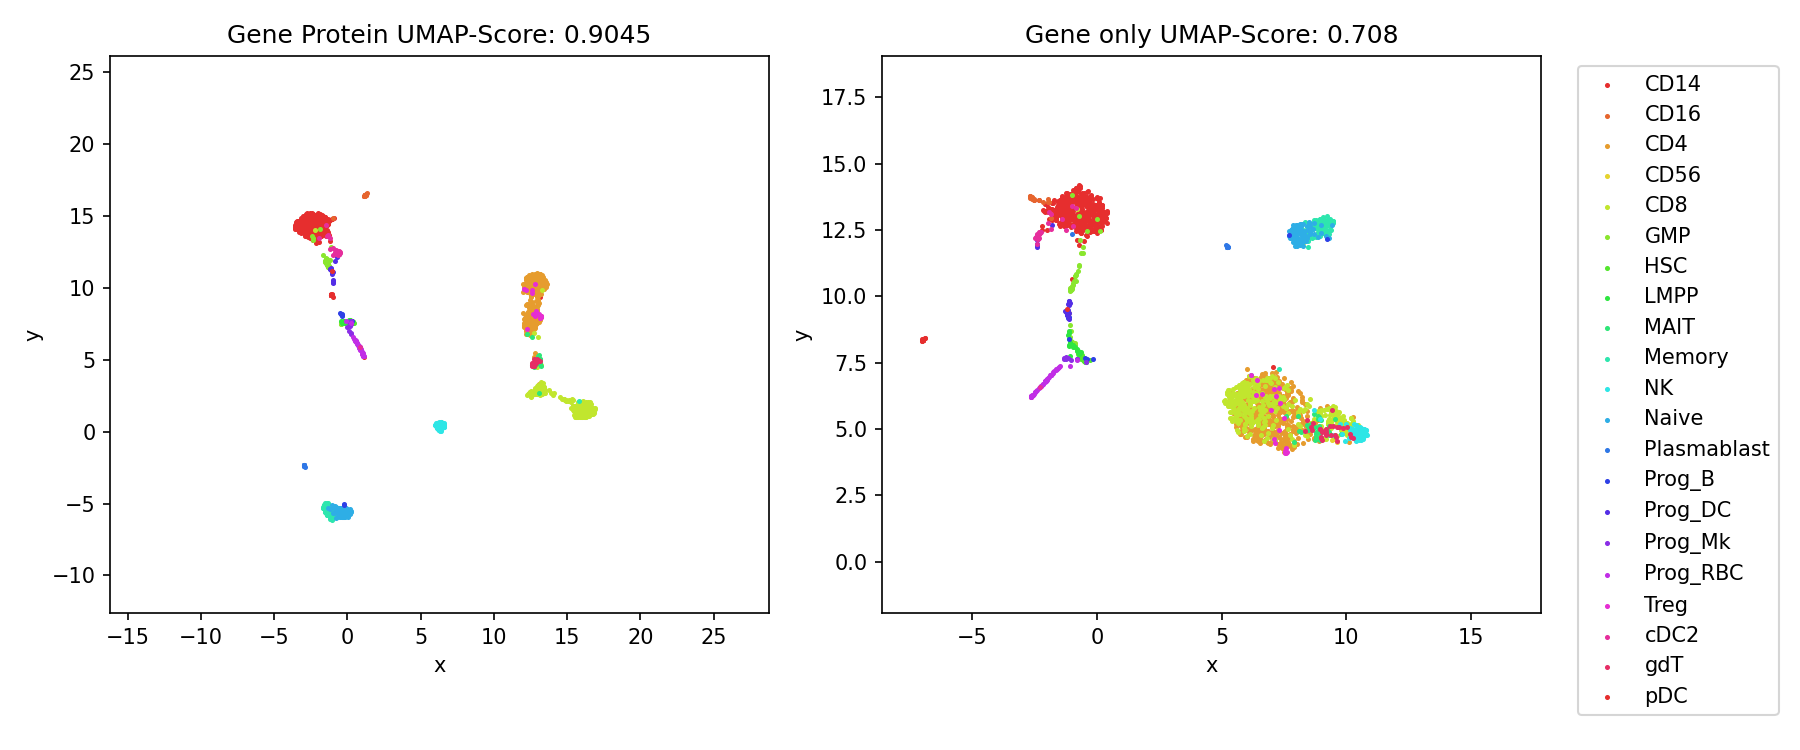 Gene Protein UMAP-Score: 0.9045
25
20
15
10
5
0
−5
−10
−15
−10
−5
0
5
10
15
20
25
x
y
Gene only UMAP-Score: 0.708
17.5
15.0
12.5
10.0
7.5
5.0
2.5
0.0
−5
0
5
10
15
x
y
CD14
CD16
CD4
CD56
CD8
GMP
HSC
LMPP
MAIT
Memory
NK
Naive
Plasmablast
Prog_B
Prog_DC
Prog_Mk
Prog_RBC
Treg
cDC2
gdT
pDC